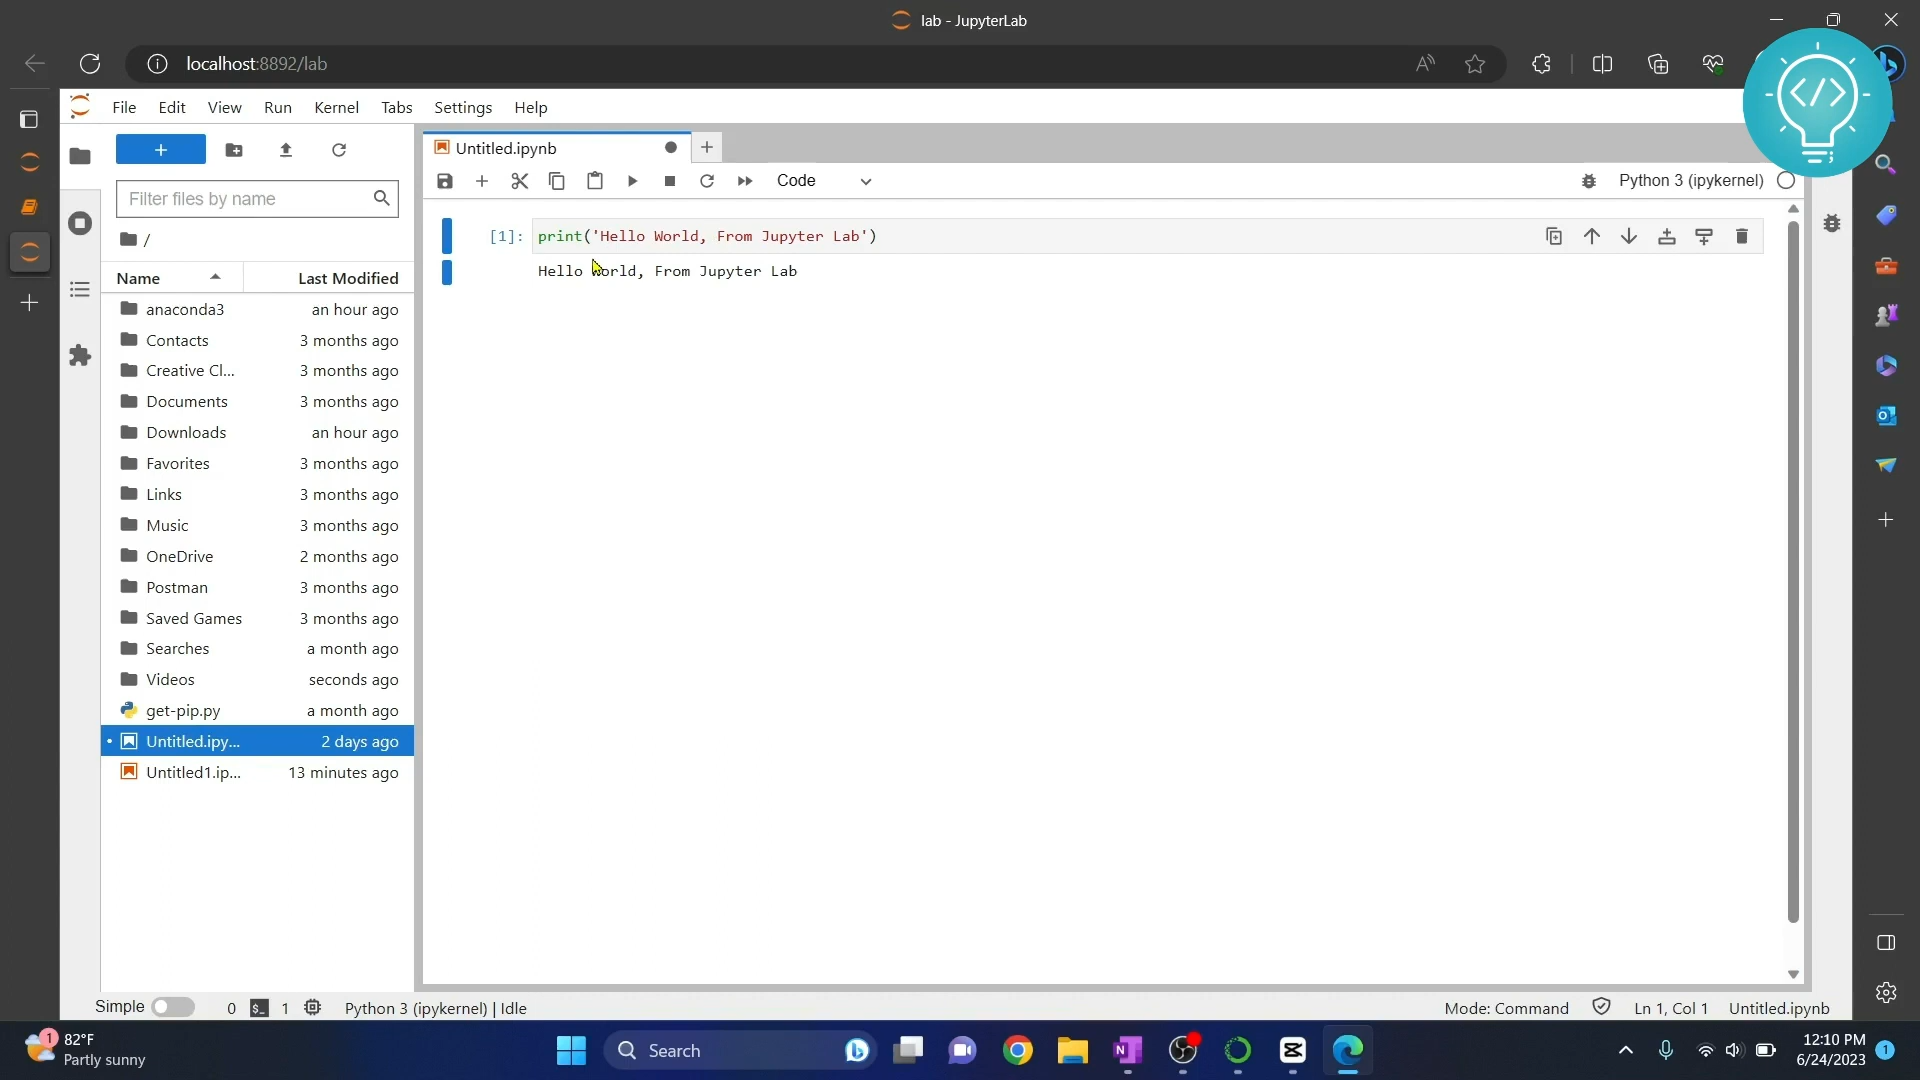 lab - JupyterLab
localhost:8892/lab
File Edit View Run Kernel Tabs Settings Help
</>
Untitled.ipynb
Code
Python 3 (ipykernel)
Filter files by name
/
Name Last Modified
anaconda3 an hour ago
Contacts 3 months ago
Creative Cl... 3 months ago
Documents 3 months ago
Downloads an hour ago
Favorites 3 months ago
Links 3 months ago
Music 3 months ago
OneDrive 2 months ago
Postman 3 months ago
Saved Games 3 months ago
Searches a month ago
Videos seconds ago
get-pip.py a month ago
Untitled.ipy... 2 days ago
Untitled1.ip... 13 minutes ago
[1]: print('Hello World, From Jupyter Lab')
Hello World, From Jupyter Lab
Simple 0 1 Python 3 (ipykernel) | Idle Mode: Command Ln 1, Col 1 Untitled.ipynb
1 82°F
Partly sunny
Search
12:10 PM
6/24/2023
1